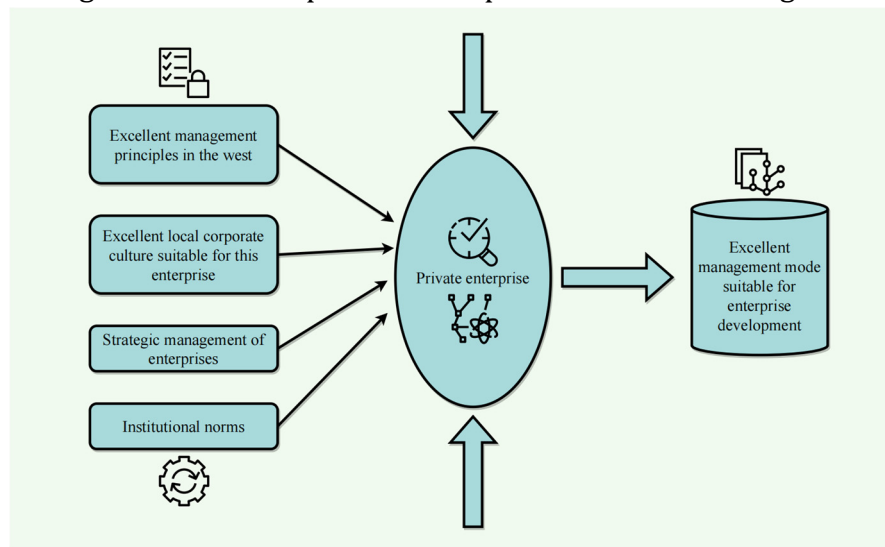 Excellent management
principles in the west
Excellent local corporate
culture suitable for this
enterprise
Strategic management of
enterprises
Institutional norms
Private enterprise
Excellent
management mode
suitable for
enterprise
development